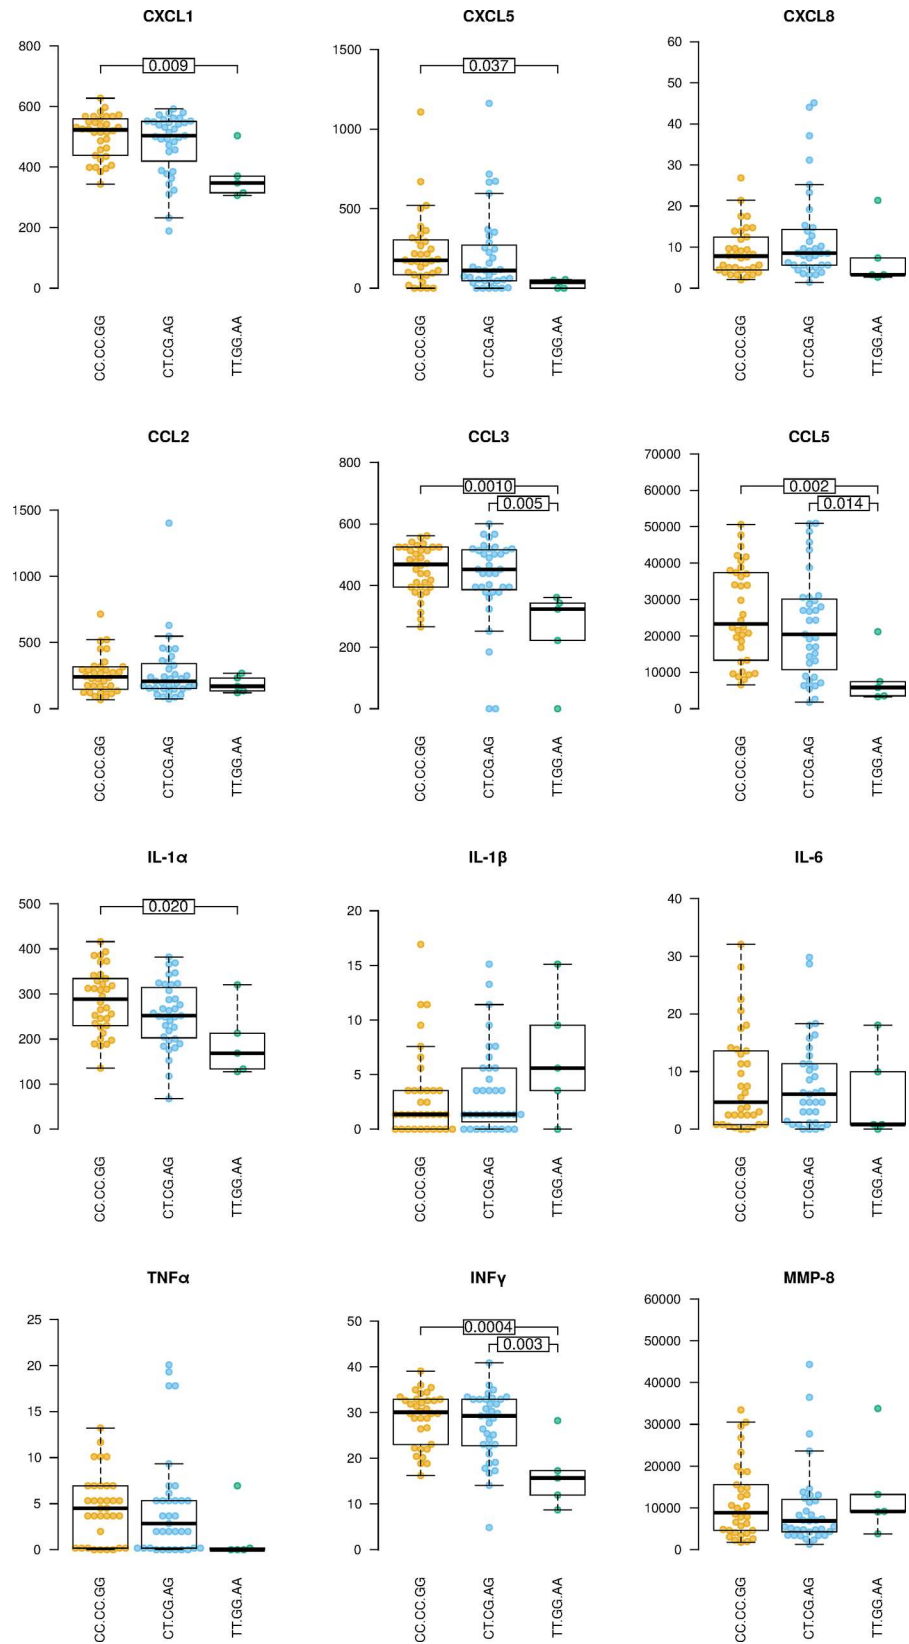 CXCL1
CXCL5
CXCL8
800
600
400
200
0
0.009
1500
1000
500
0
0.037
60
50
40
30
20
10
0
CC.CC.GG
CT.CG.AG
TT.GG.AA
CC.CC.GG
CT.CG.AG
TT.GG.AA
CC.CC.GG
CT.CG.AG
TT.GG.AA
CCL2
CCL3
CCL5
1500
1000
500
0
800
600
400
200
0
0.0010
0.005
70000
60000
50000
40000
30000
20000
10000
0
0.002
0.014
CC.CC.GG
CT.CG.AG
TT.GG.AA
CC.CC.GG
CT.CG.AG
TT.GG.AA
CC.CC.GG
CT.CG.AG
TT.GG.AA
IL-1α
IL-1β
IL-6
500
400
300
200
100
0
0.020
20
15
10
5
0
40
30
20
10
0
CC.CC.GG
CT.CG.AG
TT.GG.AA
CC.CC.GG
CT.CG.AG
TT.GG.AA
CC.CC.GG
CT.CG.AG
TT.GG.AA
TNFα
INFγ
MMP-8
25
20
15
10
5
0
50
40
30
20
10
0
0.0004
0.003
60000
50000
40000
30000
20000
10000
0
CC.CC.GG
CT.CG.AG
TT.GG.AA
CC.CC.GG
CT.CG.AG
TT.GG.AA
CC.CC.GG
CT.CG.AG
TT.GG.AA